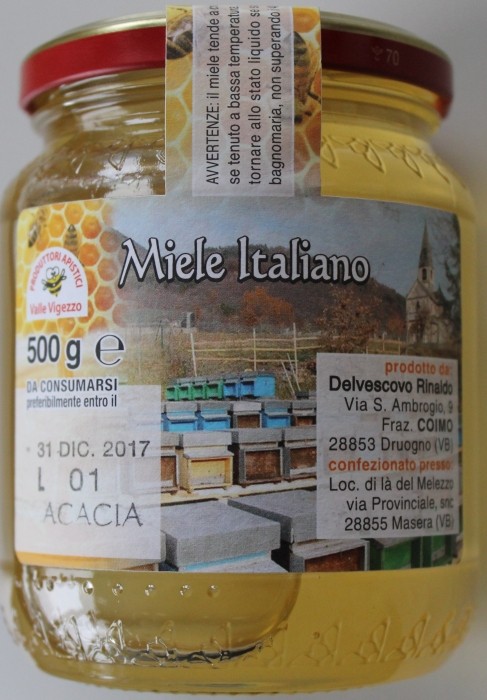 70
AVVERTENZE: il miele tende a
se tenuto a bassa temperatu
tornare allo stato liquido se
bagnomaria, non superando
PRODUTTORI APISTICI
Valle Vigezzo
Miele Italiano
500 g e
DA CONSUMARSI
preferibilmente entro il
31 DIC. 2017
L 01
ACACIA
prodotto da:
Delvescovo Rinaldo
Via S. Ambrogio, 9
Fraz. COIMO
28853 Druogno (VB)
confezionato presso
Loc. di là del Melezzo
via Provinciale, snc
28855 Masera (VB)